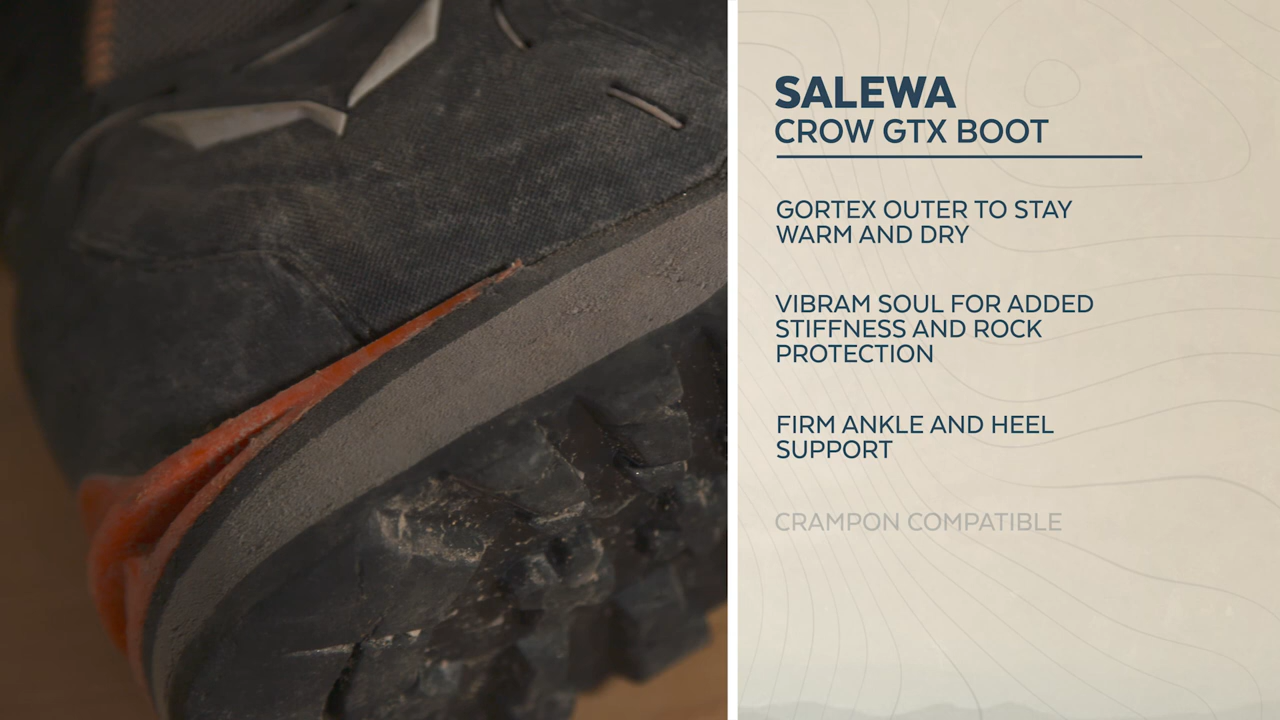 SALEWA
CROW GTX BOOT
GORTEX OUTER TO STAY
WARM AND DRY
VIBRAM SOUL FOR ADDED
STIFFNESS AND ROCK
PROTECTION
FIRM ANKLE AND HEEL
SUPPORT
CRAMPON COMPATIBLE